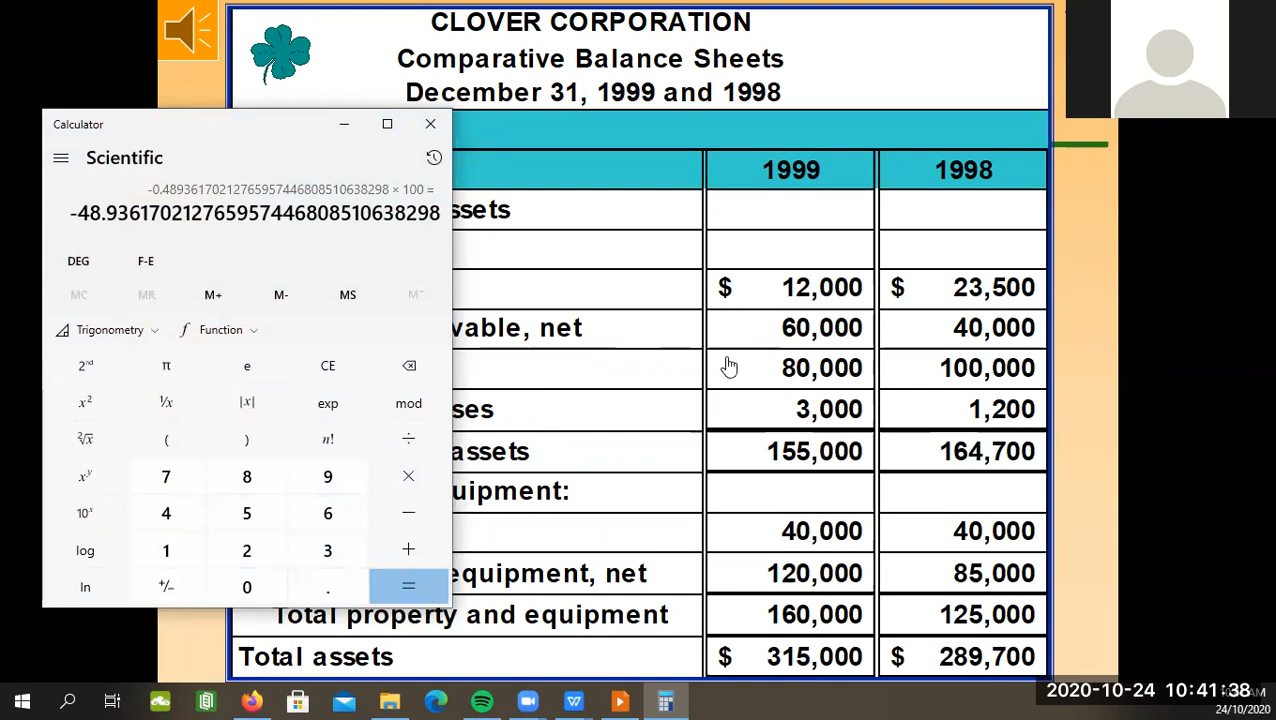 CLOVER CORPORATION
Comparative Balance Sheets
December 31, 1999 and 1998
Calculator
Scientific
-0.48936170212765957446808510638298 × 100 =
-48.936170212765957446808510638298
DEG F-E
MC MR M+ M- MS
Trigonometry Function
2nd π e CE
x² ¹/x |x| exp mod
²√x ( ) n! ÷
xʸ 7 8 9 ×
10ˣ 4 5 6 −
log 1 2 3 +
ln +/− 0 . =
1999 1998
ssets
$ 12,000 $ 23,500
vable, net 60,000 40,000
80,000 100,000
ses 3,000 1,200
assets 155,000 164,700
uipment:
40,000 40,000
equipment, net 120,000 85,000
Total property and equipment 160,000 125,000
Total assets $ 315,000 $ 289,700
2020-10-24 10:41:38
24/10/2020